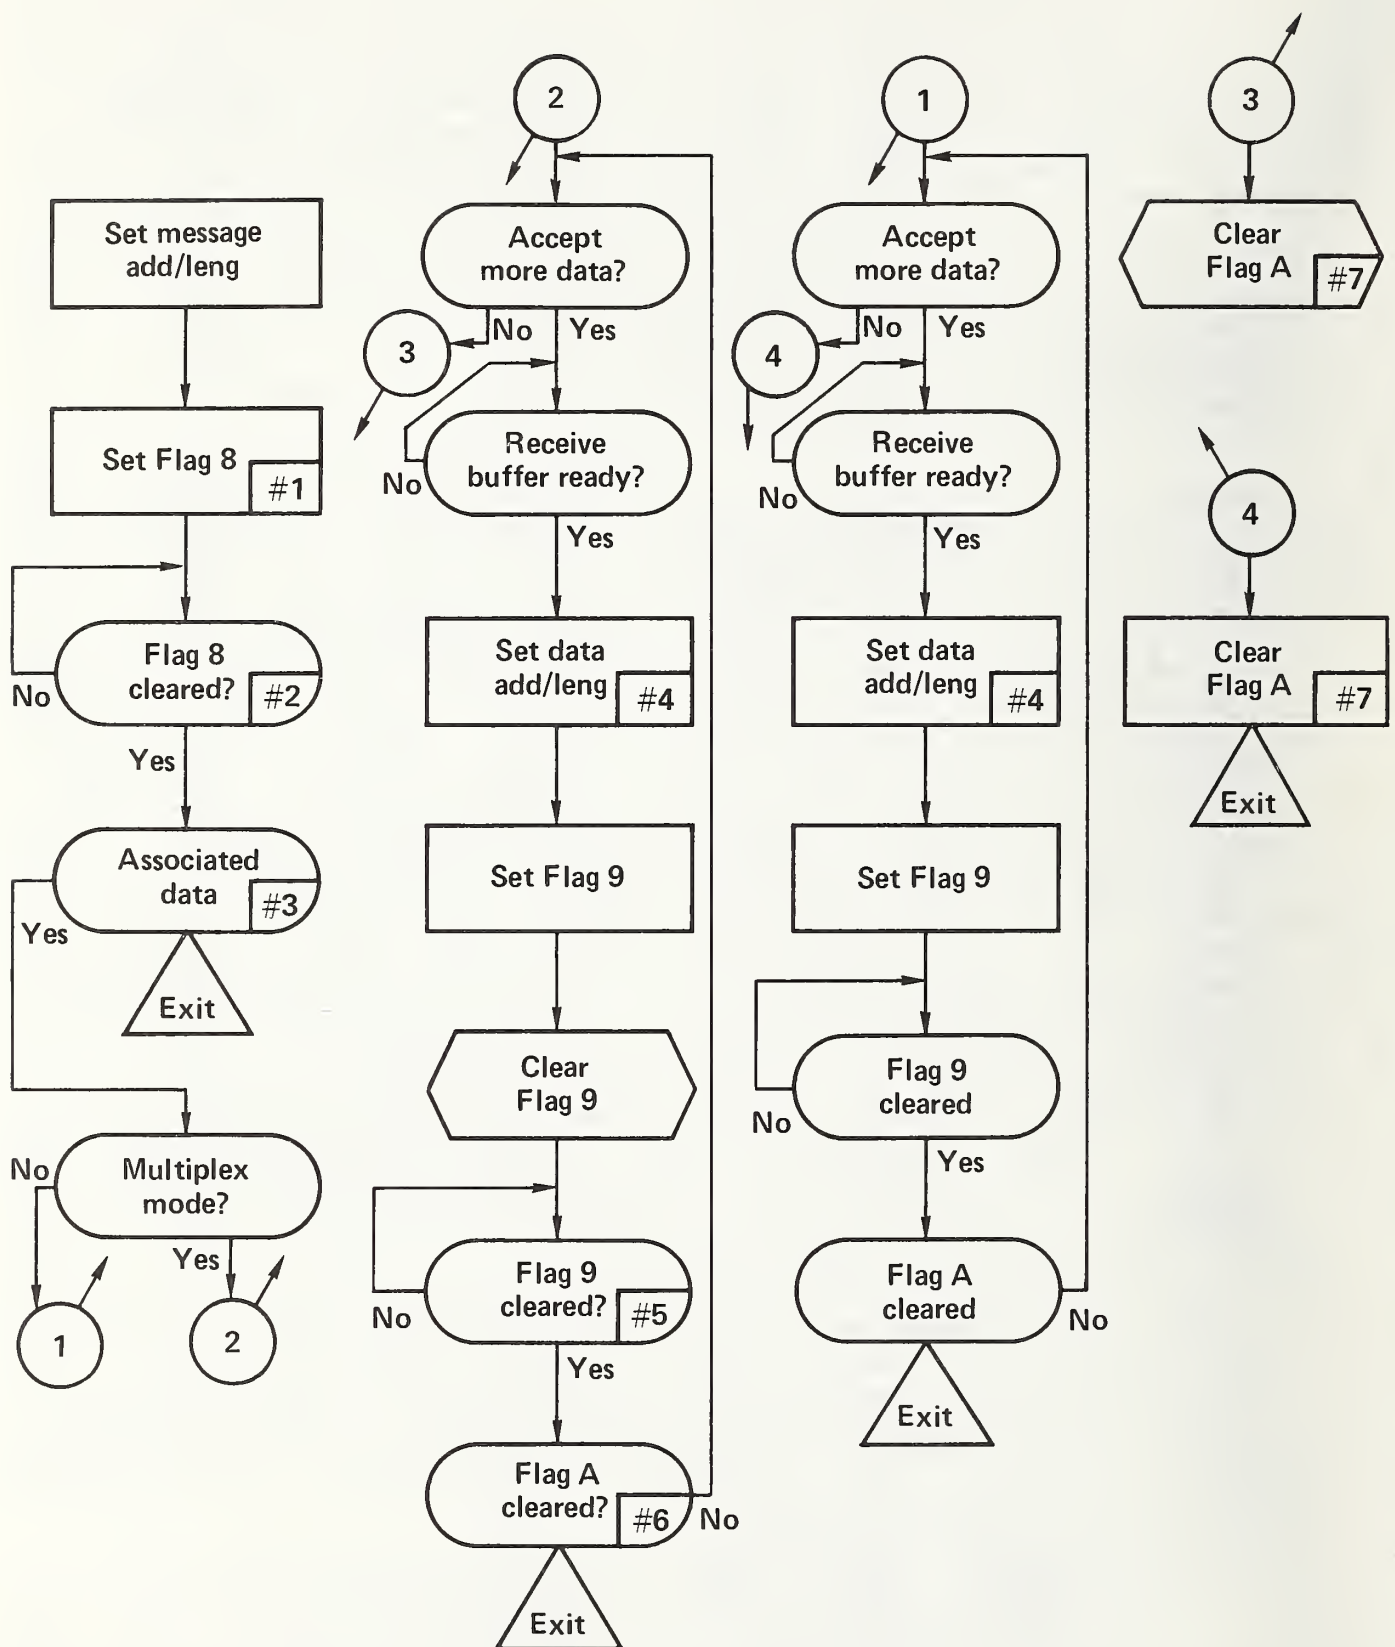 Set message
add/leng
Set Flag 8
#1
Flag 8
cleared?
#2
No
Yes
Associated
data
#3
Yes
Exit
Multiplex
mode?
No
Yes
1
2
2
Accept
more data?
No
Yes
3
Receive
buffer ready?
No
Yes
Set data
add/leng
#4
Set Flag 9
Clear
Flag 9
Flag 9
cleared?
#5
No
Yes
Flag A
cleared?
#6
No
Exit
1
Accept
more data?
No
Yes
4
Receive
buffer ready?
No
Yes
Set data
add/leng
#4
Set Flag 9
Flag 9
cleared
No
Yes
Flag A
cleared
No
Exit
3
Clear
Flag A
#7
4
Clear
Flag A
#7
Exit